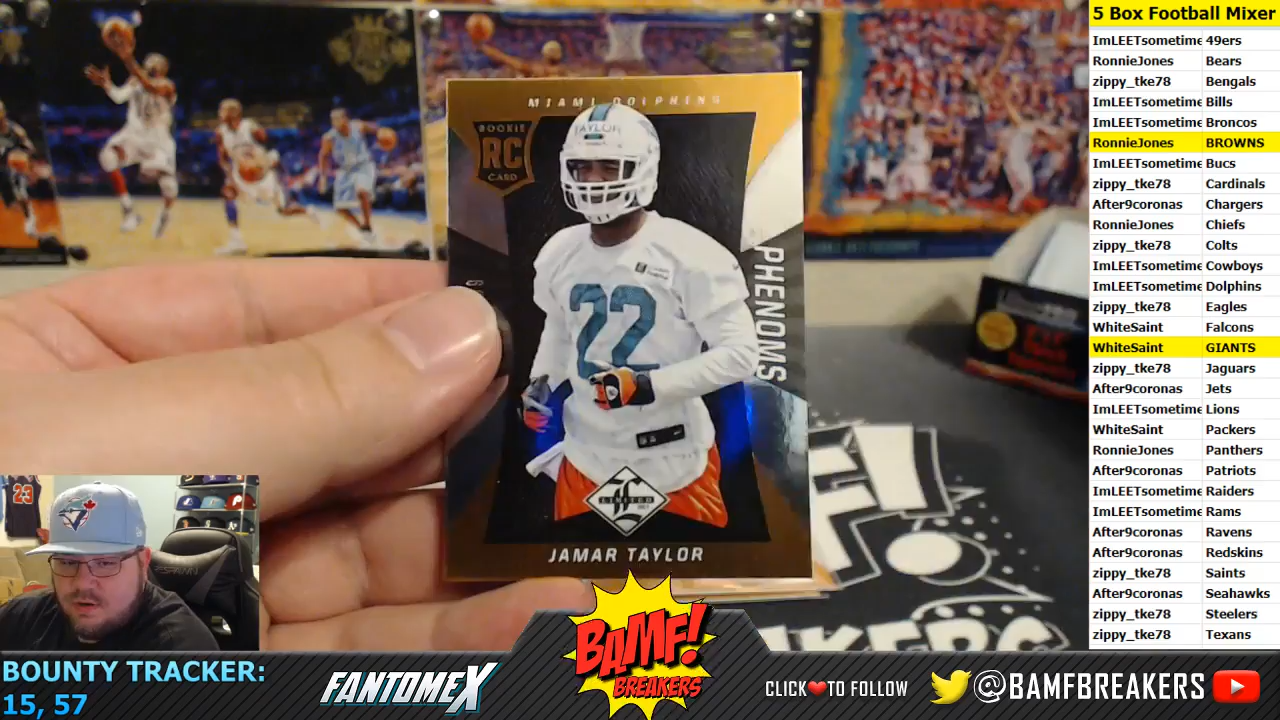 5 Box Football Mixer
ImLEETsometime 49ers
RonnieJones Bears
zippy_tke78 Bengals
ImLEETsometime Bills
ImLEETsometime Broncos
RonnieJones BROWNS
ImLEETsometime Bucs
zippy_tke78 Cardinals
After9coronas Chargers
RonnieJones Chiefs
zippy_tke78 Colts
ImLEETsometime Cowboys
ImLEETsometime Dolphins
zippy_tke78 Eagles
WhiteSaint Falcons
WhiteSaint GIANTS
zippy_tke78 Jaguars
After9coronas Jets
ImLEETsometime Lions
WhiteSaint Packers
RonnieJones Panthers
After9coronas Patriots
ImLEETsometime Raiders
ImLEETsometime Rams
After9coronas Ravens
After9coronas Redskins
zippy_tke78 Saints
After9coronas Seahawks
zippy_tke78 Steelers
zippy_tke78 Texans
MIAMI DOLPHINS
ROOKIE
RC
CARD
TAYLOR
PHENOMS
22
LIMITED
JAMAR TAYLOR
23
BOUNTY TRACKER:
15, 57
FANTOMEX
BAMF!
BREAKERS
CLICK❤TO FOLLOW
@BAMFBREAKERS